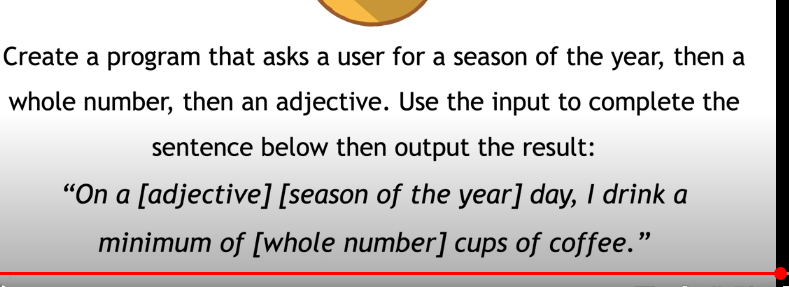 Create a program that asks a user for a season of the year, then a
whole number, then an adjective. Use the input to complete the
sentence below then output the result:
“On a [adjective] [season of the year] day, I drink a
minimum of [whole number] cups of coffee.”